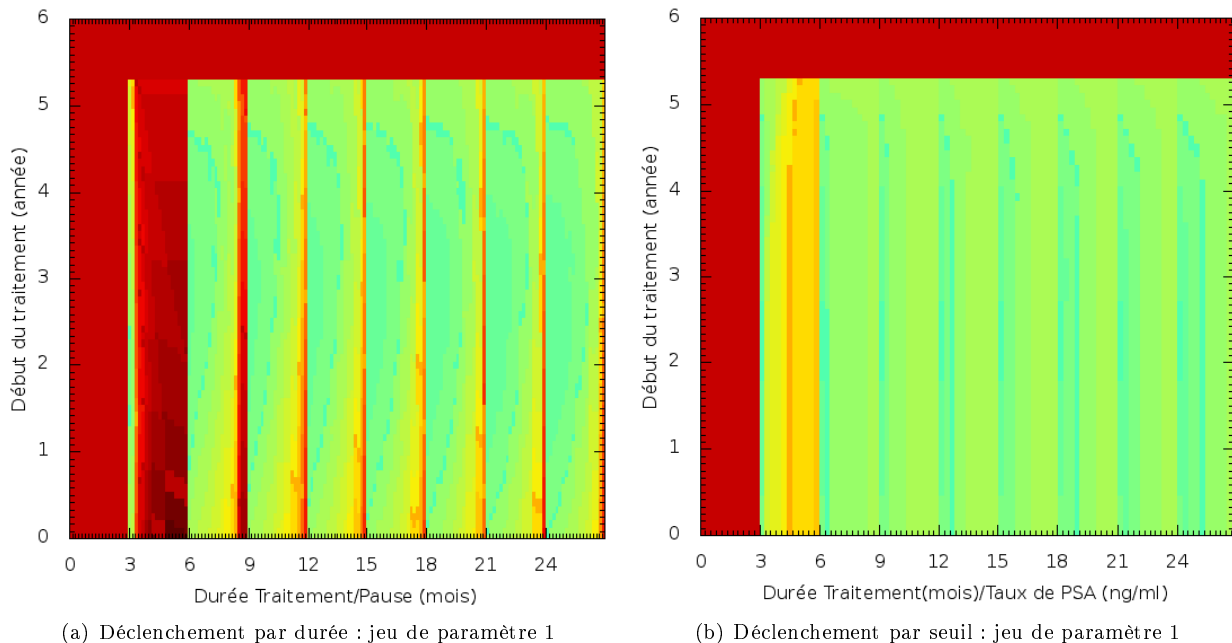 6
5
4
3
2
1
0
Début du traitement (année)
0 3 6 9 12 15 18 21 24
Durée Traitement/Pause (mois)
(a) Déclenchement par durée : jeu de paramètre 1
6
5
4
3
2
1
0
Début du traitement (année)
0 3 6 9 12 15 18 21 24
Durée Traitement(mois)/Taux de PSA (ng/ml)
(b) Déclenchement par seuil : jeu de paramètre 1